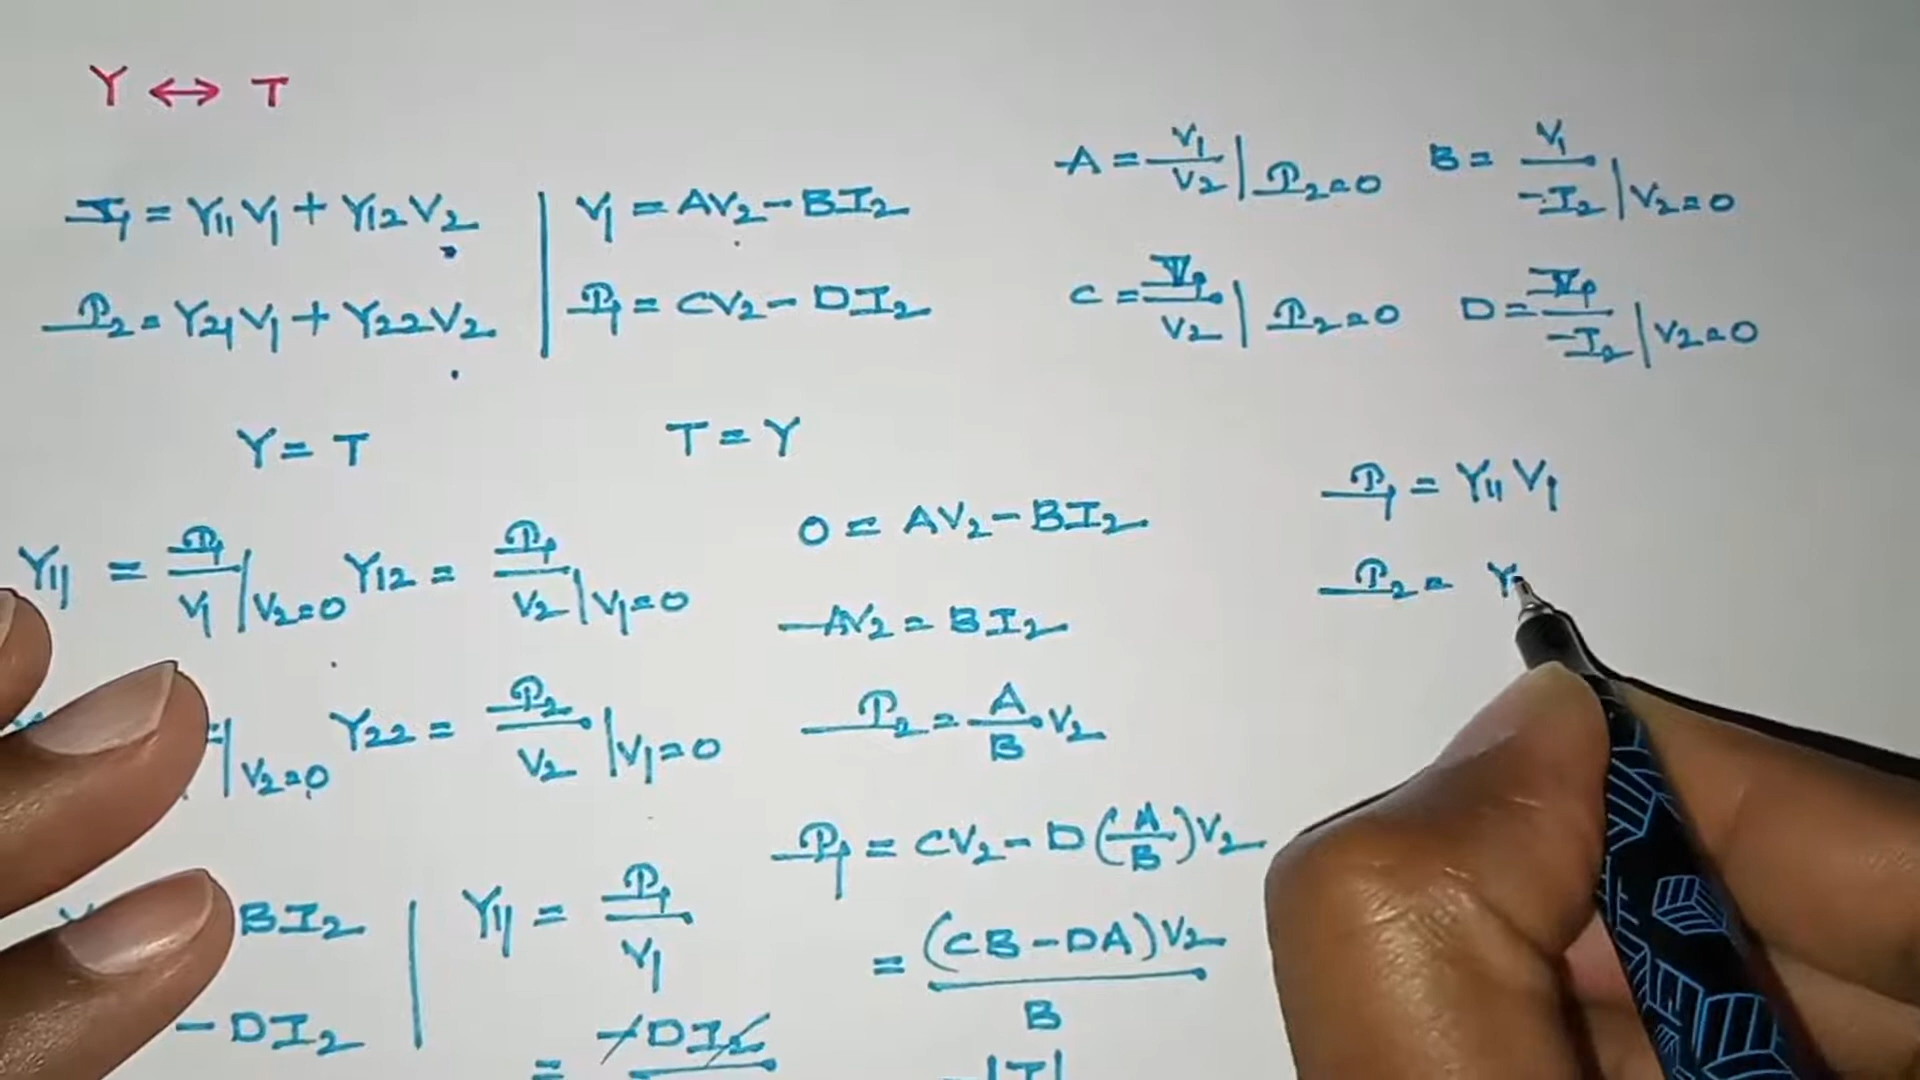 Y ↔ T
I1 = Y11 V1 + Y12 V2 | V1 = AV2 - BI2
I2 = Y21 V1 + Y22 V2 | I1 = CV2 - DI2
A = V1/V2 | I2=0 B = V1/-I2 | V2=0
C = I1/V2 | I2=0 D = I1/-I2 | V2=0
Y = T
T = Y
Y11 = I1/V1 | V2=0 Y12 = I1/V2 | V1=0
| V2=0 Y22 = I2/V2 | V1=0
BI2
- DI2
Y11 = I1/V1
= -DI2
0 = AV2 - BI2
-AV2 = BI2
I2 = A/B V2
I1 = CV2 - D(A/B)V2
= (CB - DA)V2/B
-|T|
I1 = Y11 V1
I2 = Y